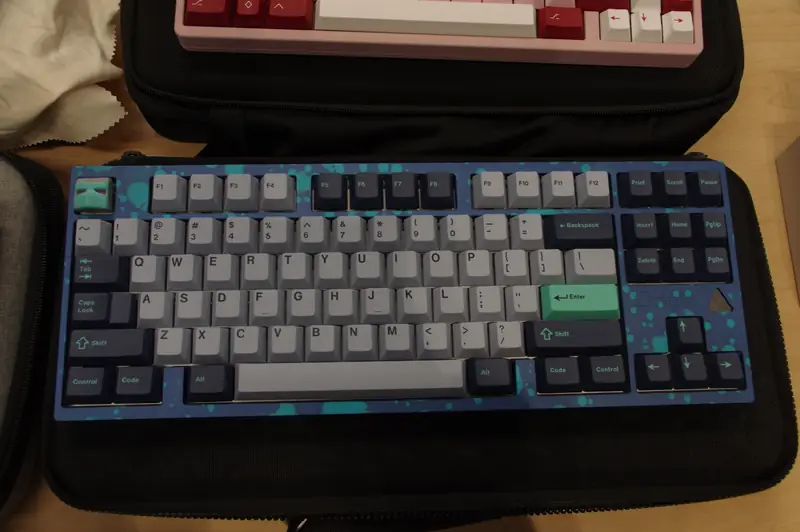 F1 F2 F3 F4 F5 F6 F7 F8 F9 F10 F11 F12 Print Scroll Pause
~ ! @ # $ % ^ & * ( ) _ + Backspace Insert Home PgUp
` 1 2 3 4 5 6 7 8 9 0 - =
Tab Q W E R T Y U I O P { } | Delete End PgDn
[ ] \
Caps Lock A S D F G H J K L : " Enter
; '
Shift Z X C V B N M < > ? Shift
, . /
Control Code Alt Alt Code Control